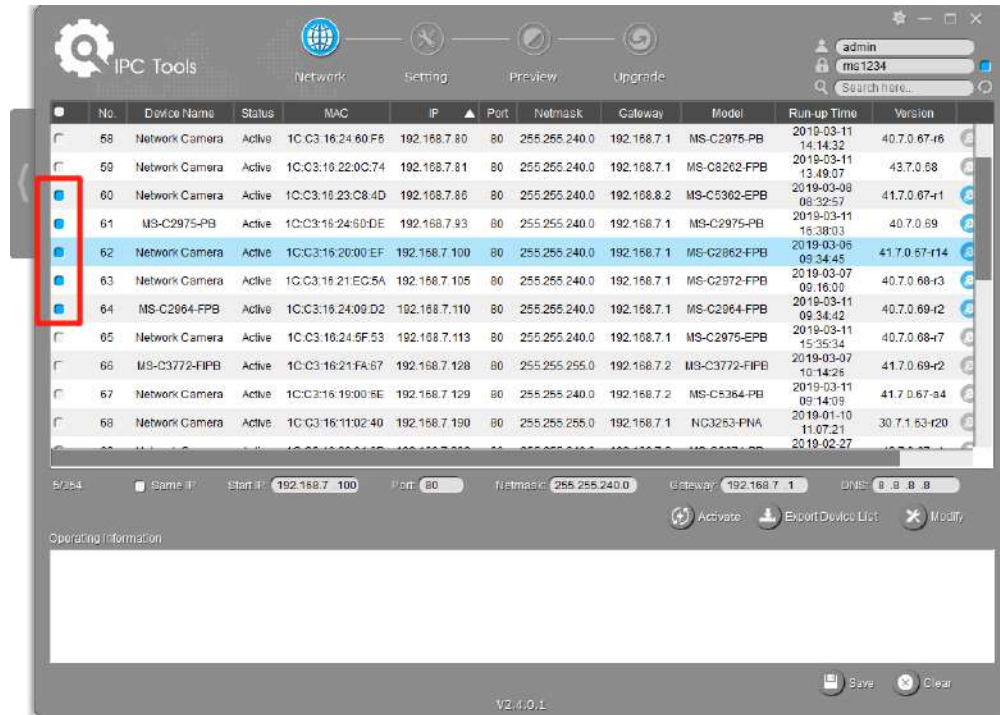 IPC Tools
Network Setting Preview Upgrade
admin
ms1234
Search here...
No. Device Name Status MAC IP Port Netmask Gateway Model Run-up Time Version
58 Network Camera Active 1C:C3:16:24:60:F6 192.168.7.80 80 255.255.240.0 192.168.7.1 MS-C2975-PB 2019-03-11 14:14:32 40.7.0.67-r6
59 Network Camera Active 1C:C3:16:22:0C:74 192.168.7.81 80 255.255.240.0 192.168.7.1 MS-C8262-FPB 2019-03-11 13:49:07 43.7.0.68
60 Network Camera Active 1C:C3:16:23:C8:4D 192.168.7.86 80 255.255.240.0 192.168.8.2 MS-C5362-EPB 2019-03-08 08:32:57 41.7.0.67-r1
61 MS-C2975-PB Active 1C:C3:16:24:60:DE 192.168.7.93 80 255.255.240.0 192.168.7.1 MS-C2975-PB 2019-03-11 16:38:03 40.7.0.69
62 Network Camera Active 1C:C3:16:20:00:EF 192.168.7.100 80 255.255.240.0 192.168.7.1 MS-C2862-FPB 2019-03-06 09:34:45 41.7.0.67-r14
63 Network Camera Active 1C:C3:16:21:EC:5A 192.168.7.105 80 255.255.240.0 192.168.7.1 MS-C2972-FPB 2019-03-07 09:16:00 40.7.0.68-r3
64 MS-C2964-FPB Active 1C:C3:16:24:09:D2 192.168.7.110 80 255.255.240.0 192.168.7.1 MS-C2964-FPB 2019-03-11 09:34:42 40.7.0.69-r2
65 Network Camera Active 1C:C3:16:24:5F:53 192.168.7.113 80 255.255.240.0 192.168.7.1 MS-C2975-EPB 2019-03-11 15:35:34 40.7.0.68-r7
66 MS-C3772-FIPB Active 1C:C3:16:21:FA:67 192.168.7.128 80 255.255.255.0 192.168.7.2 MS-C3772-FIPB 2019-03-07 10:14:26 41.7.0.69-r2
67 Network Camera Active 1C:C3:16:19:00:6E 192.168.7.129 80 255.255.240.0 192.168.7.2 MS-C5364-PB 2019-03-11 09:14:09 41.7.0.67-a4
68 Network Camera Active 1C:C3:16:11:02:40 192.168.7.190 80 255.255.255.0 192.168.7.1 NC3263-PNA 2019-01-10 11:07:21 30.7.1.63-r20
2019-02-27
5/254 Same IP Start IP: 192.168.7 .100 Port: 80 Netmask: 255.255.240.0 Gateway: 192.168.7 .1 DNS: 8 .8 .8 .8
Activate Export Device List Modify
Operating Information
Save Clear
V2.4.0.1